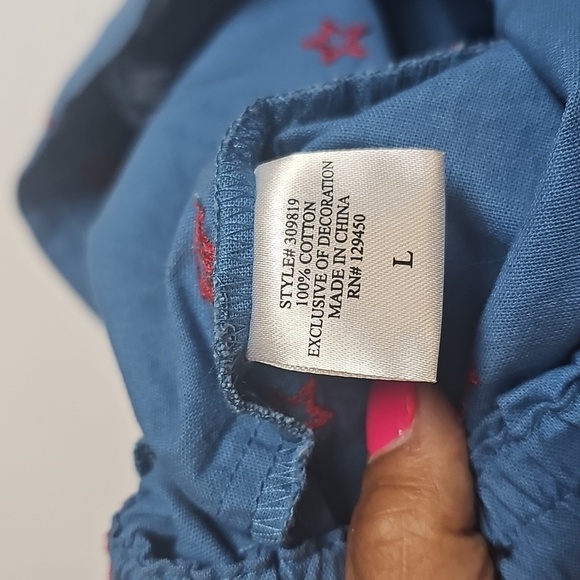 STYLE# 309819
100% COTTON
EXCLUSIVE OF DECORATION
MADE IN CHINA
RN# 129450
L